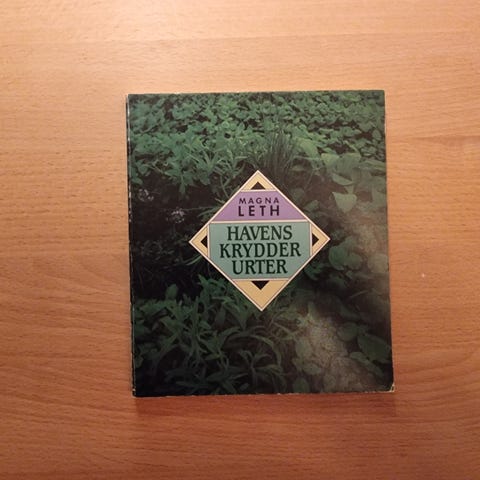 MAGNA
LETH
HAVENS
KRYDDER
URTER